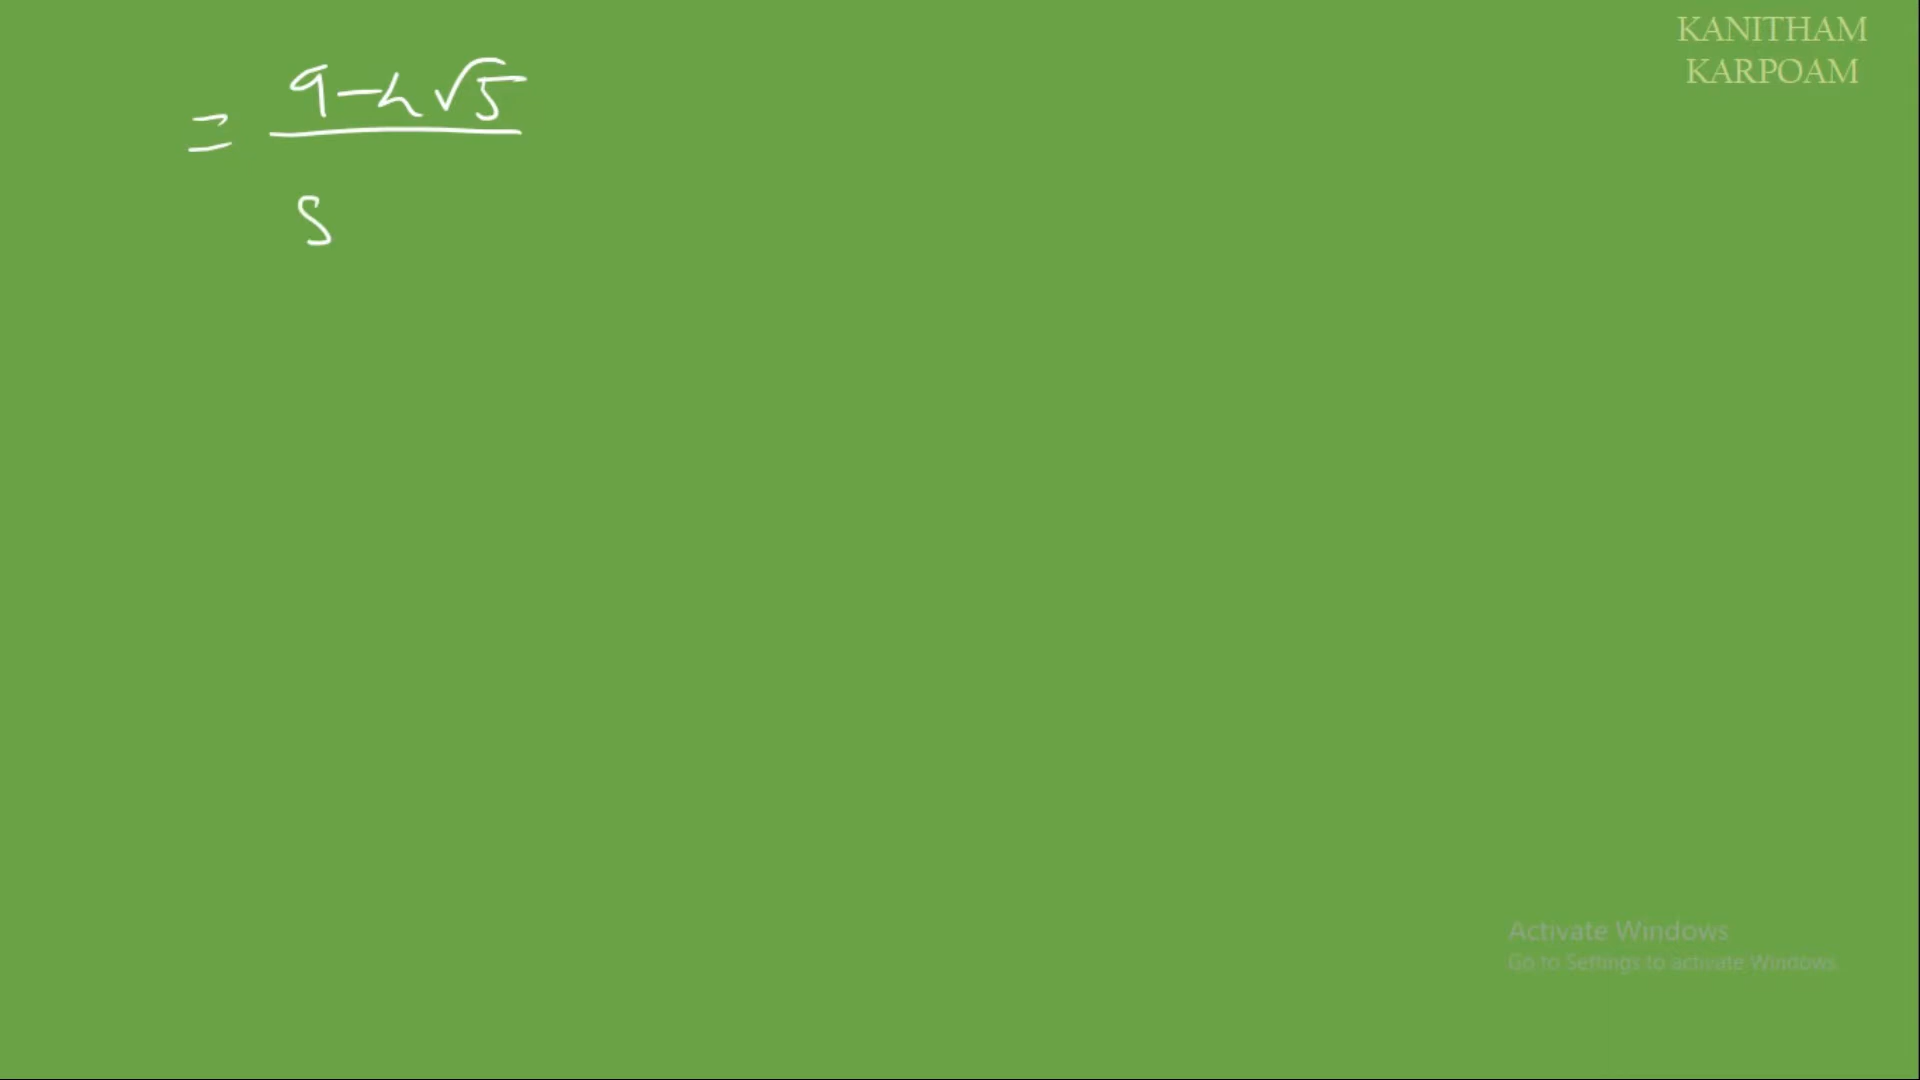 KANITHAM
KARPOAM
= 9-4√5
5
Activate Windows
Go to Settings to activate Windows.